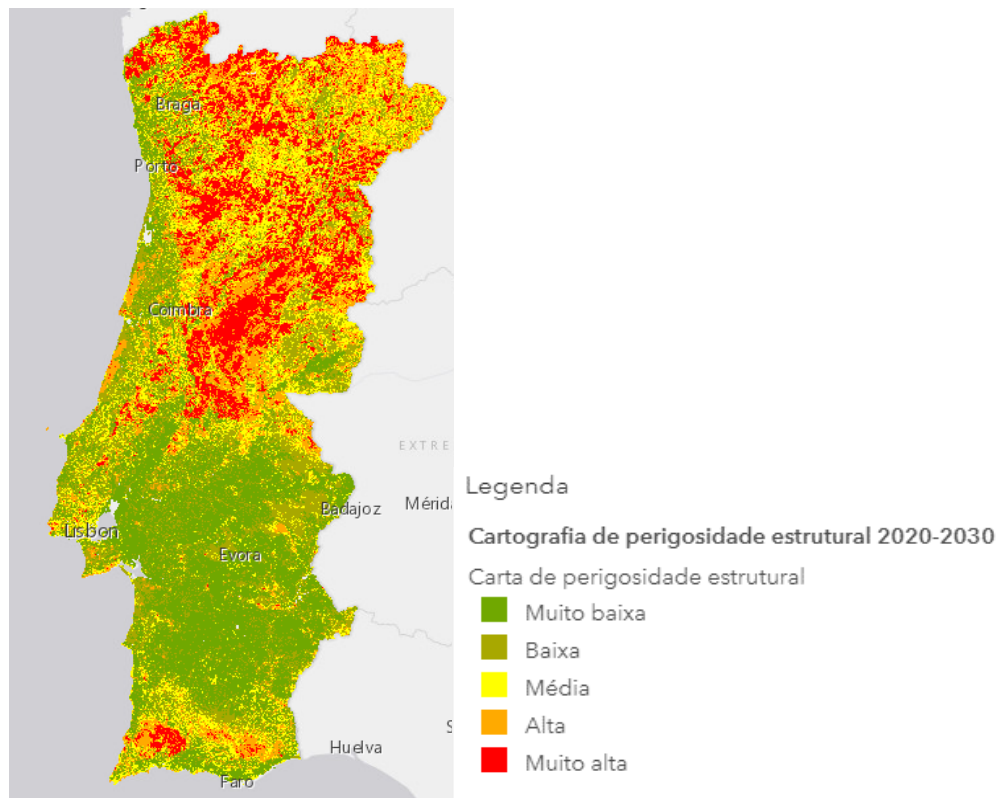 Braga
Porto
Coimbra
EXTRE
Badajoz
Mérid
Lisbon
Evora
Huelva
Faro
Legenda
Cartografia de perigosidade estrutural 2020-2030
Carta de perigosidade estrutural
Muito baixa
Baixa
Média
Alta
Muito alta